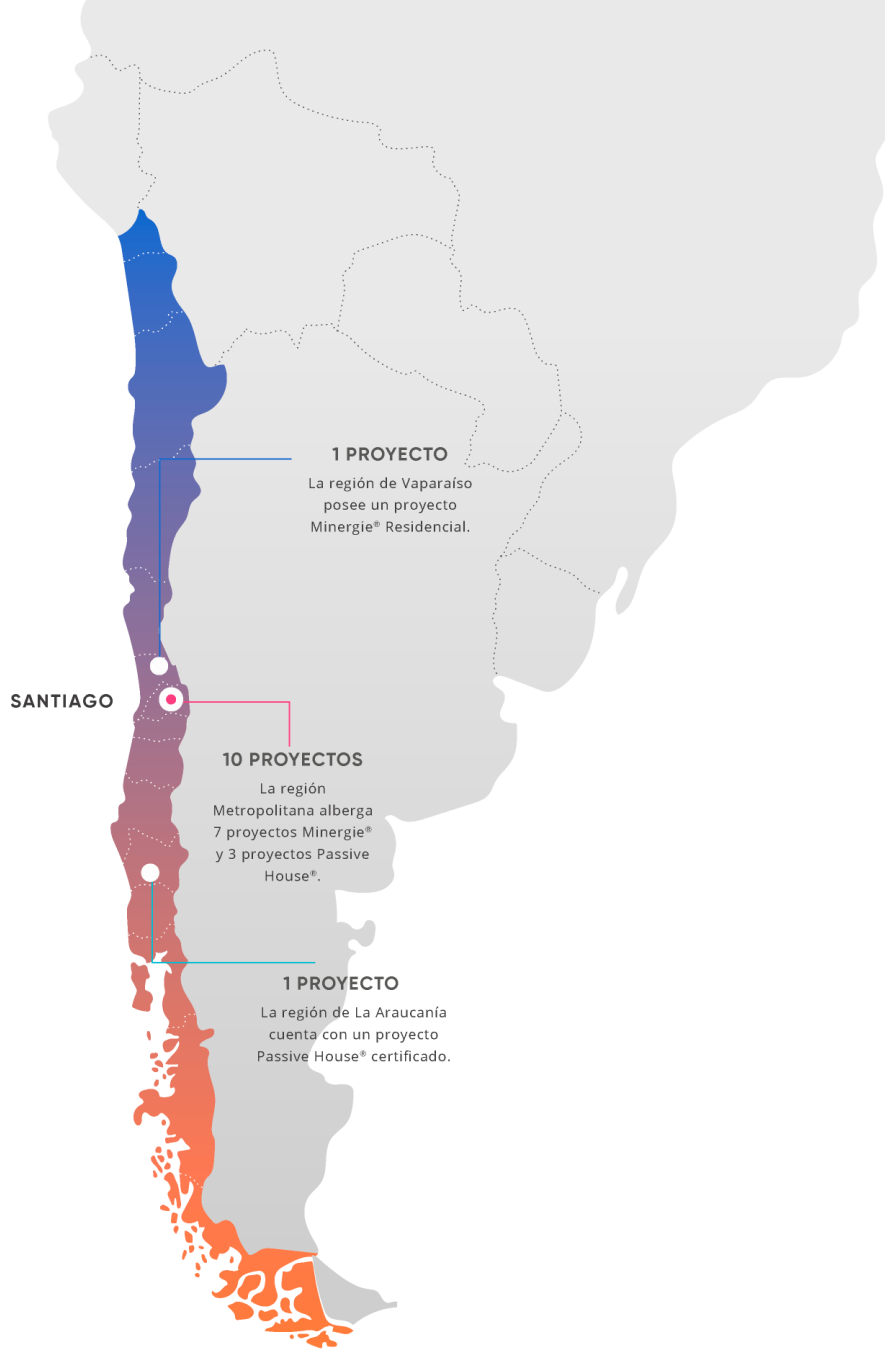 1 PROYECTO
La región de Vaparaíso
posee un proyecto
Minergie® Residencial.
SANTIAGO
10 PROYECTOS
La región
Metropolitana alberga
7 proyectos Minergie®
y 3 proyectos Passive
House®.
1 PROYECTO
La región de La Araucanía
cuenta con un proyecto
Passive House® certificado.